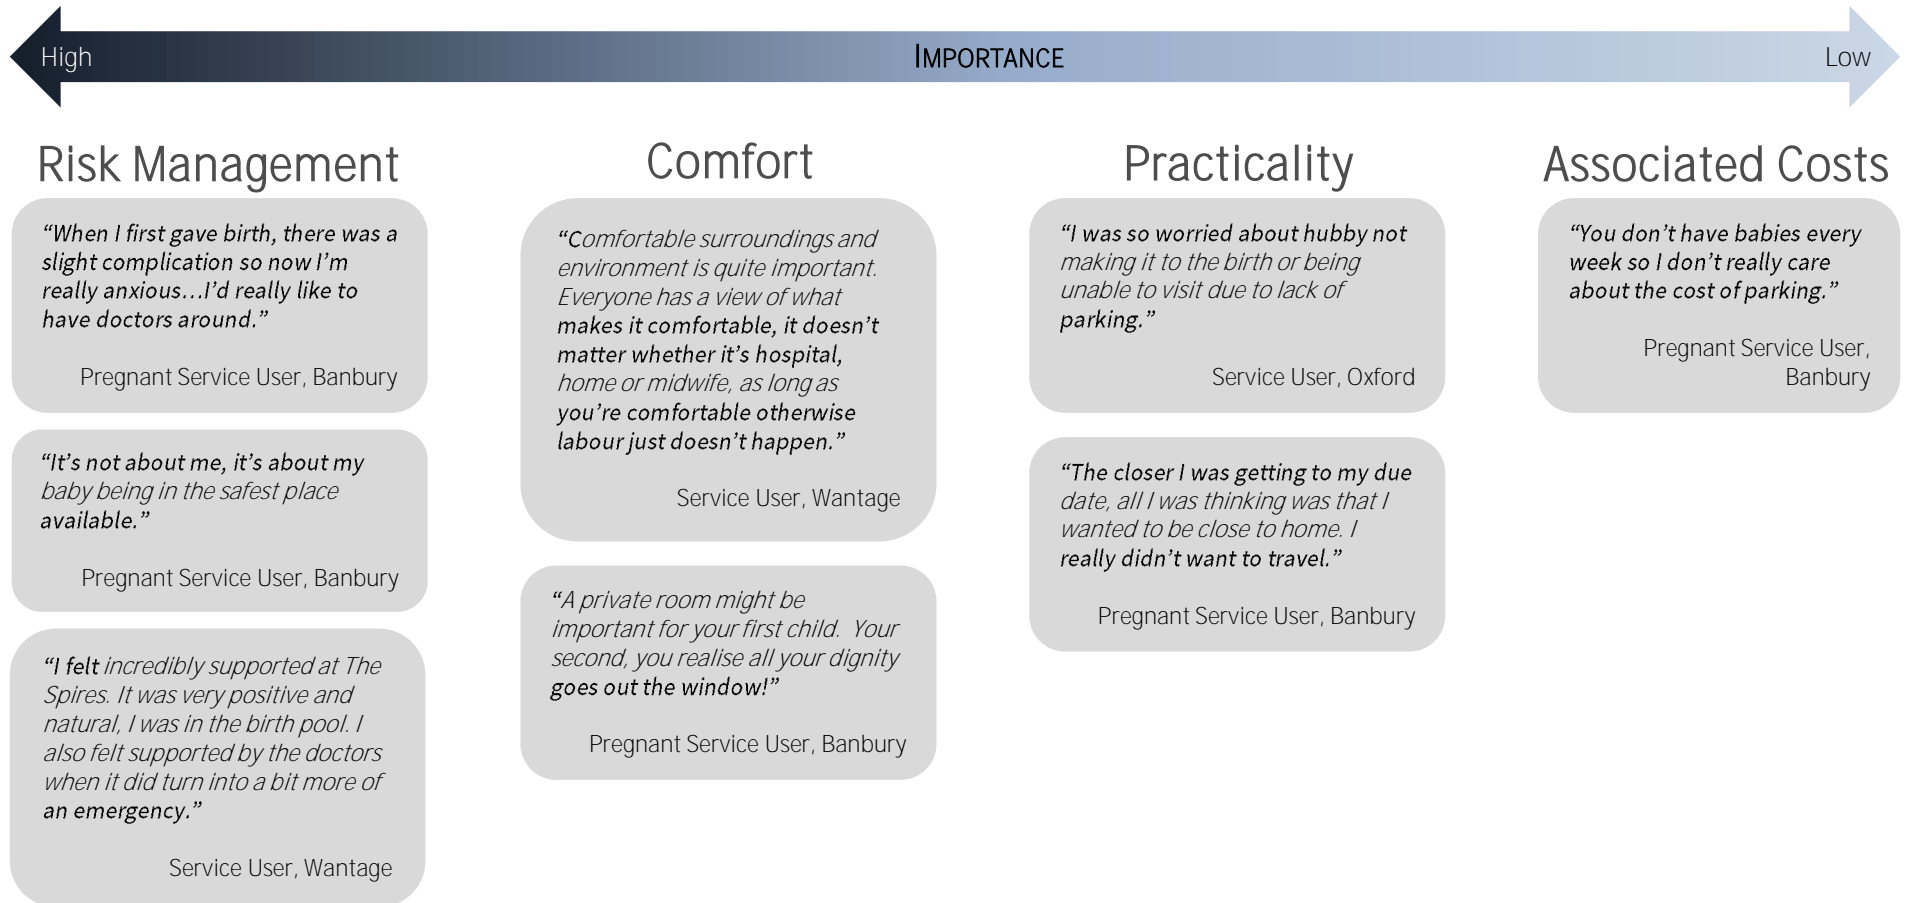 High
IMPORTANCE
Low
Risk Management
“When I first gave birth, there was a
slight complication so now I’m
really anxious…I’d really like to
have doctors around.”
Pregnant Service User, Banbury
“It’s not about me, it’s about my
baby being in the safest place
available.”
Pregnant Service User, Banbury
“I felt incredibly supported at The
Spires. It was very positive and
natural, I was in the birth pool. I
also felt supported by the doctors
when it did turn into a bit more of
an emergency.”
Service User, Wantage
Comfort
“Comfortable surroundings and
environment is quite important.
Everyone has a view of what
makes it comfortable, it doesn’t
matter whether it’s hospital,
home or midwife, as long as
you’re comfortable otherwise
labour just doesn’t happen.”
Service User, Wantage
“A private room might be
important for your first child.  Your
second, you realise all your dignity
goes out the window!”
Pregnant Service User, Banbury
Practicality
“I was so worried about hubby not
making it to the birth or being
unable to visit due to lack of
parking.”
Service User, Oxford
“The closer I was getting to my due
date, all I was thinking was that I
wanted to be close to home. I
really didn’t want to travel.”
Pregnant Service User, Banbury
Associated Costs
“You don’t have babies every
week so I don’t really care
about the cost of parking.”
Pregnant Service User,
Banbury